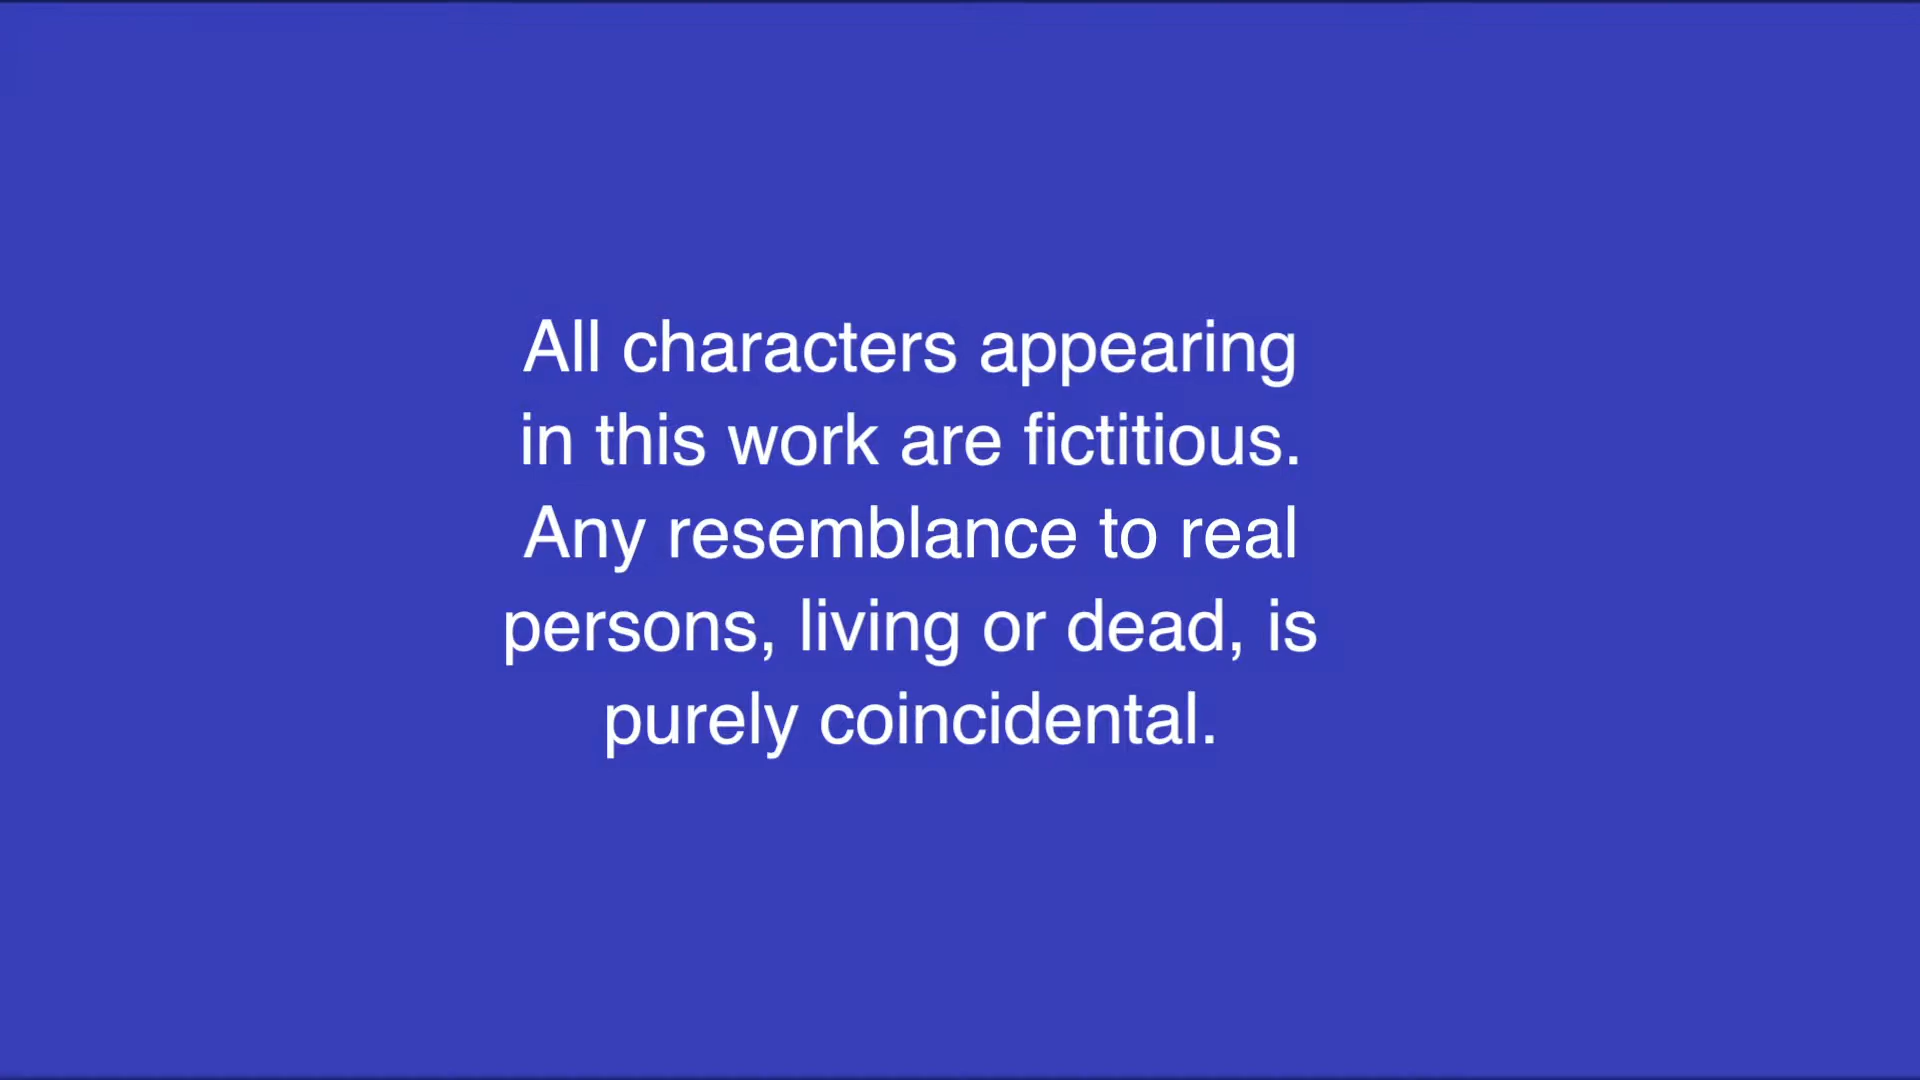 All characters appearing
in this work are fictitious.
Any resemblance to real
persons, living or dead, is
purely coincidental.